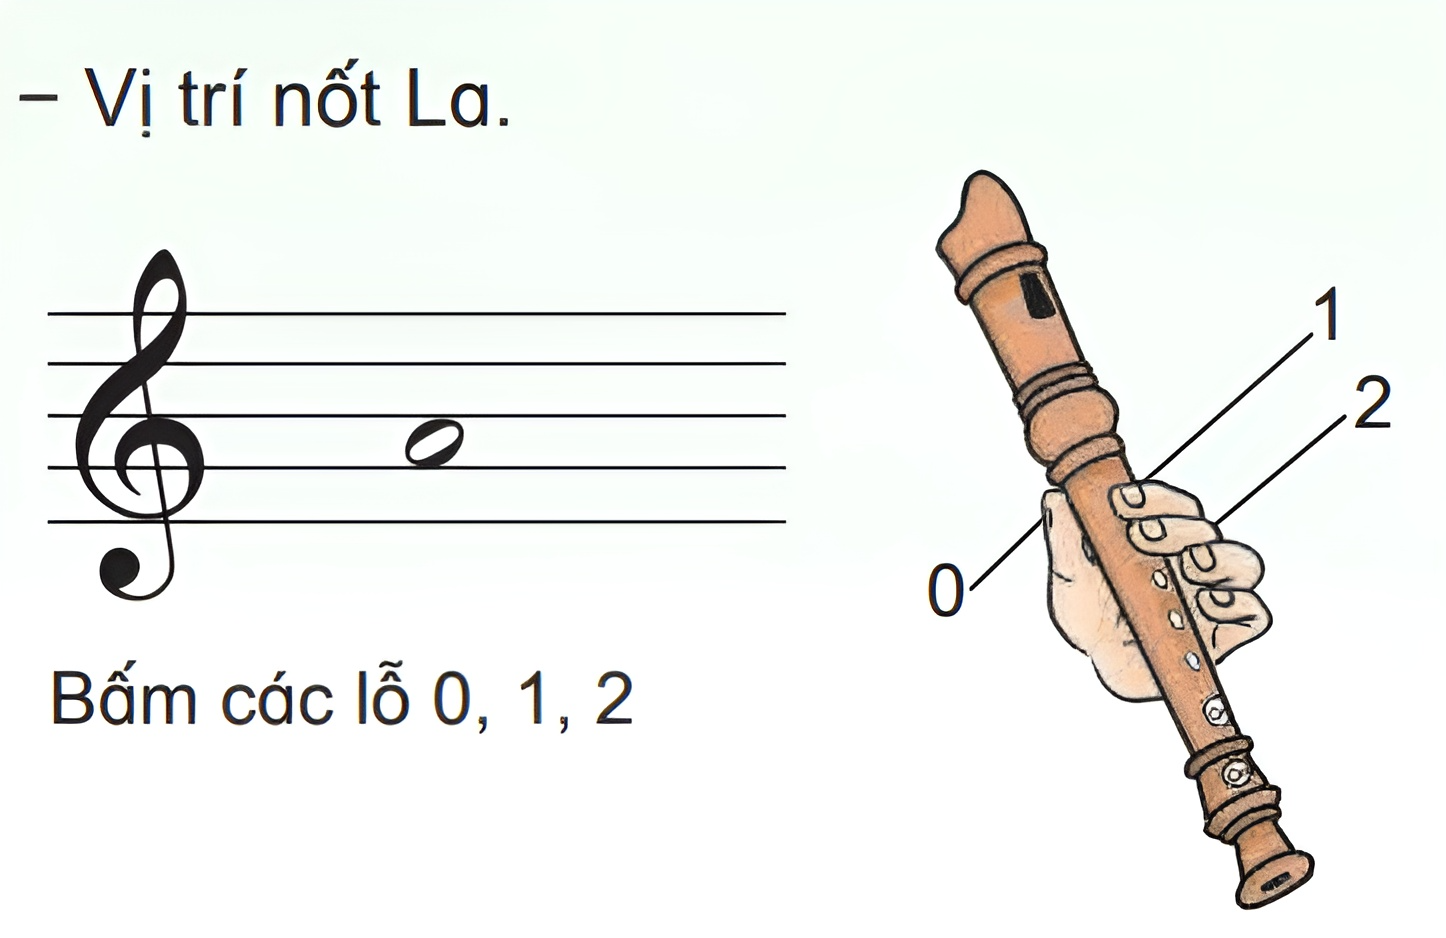 – Vị trí nốt La.
1
2
0
Bấm các lỗ 0, 1, 2